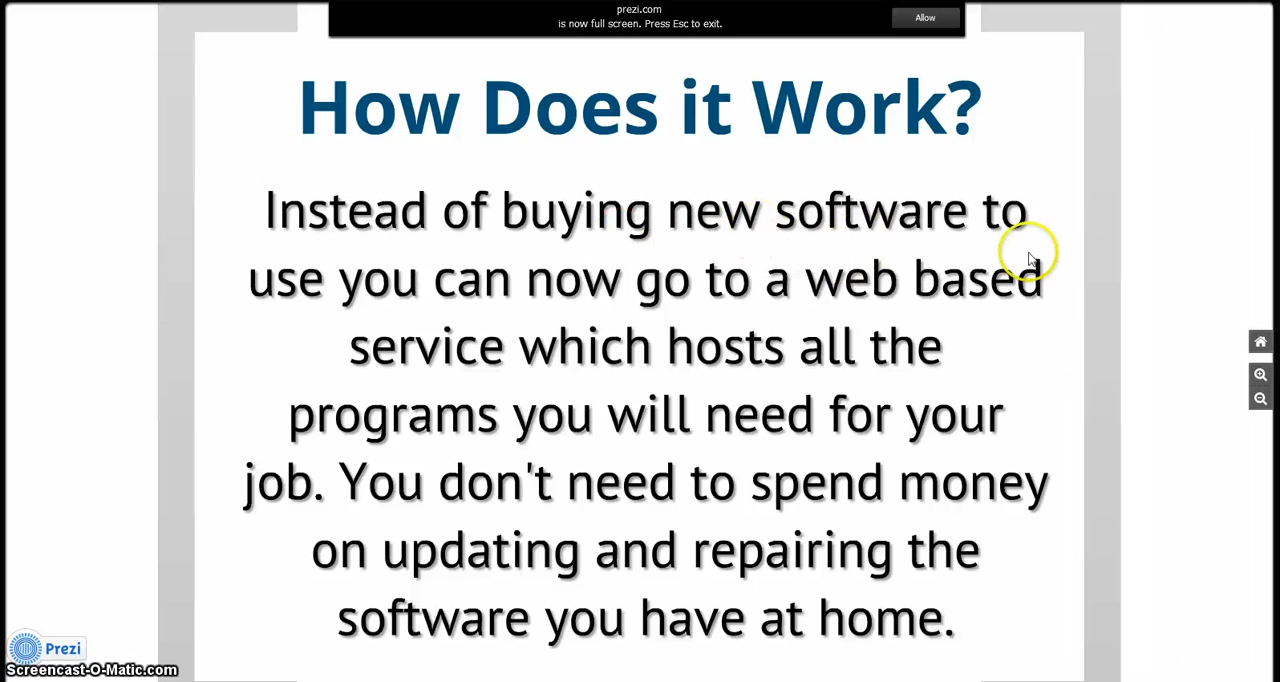 prezi.com
is now full screen. Press Esc to exit.
Allow
How Does it Work?
Instead of buying new software to
use you can now go to a web based
service which hosts all the
programs you will need for your
job. You don't need to spend money
on updating and repairing the
software you have at home.
Prezi
Screencast-O-Matic.com